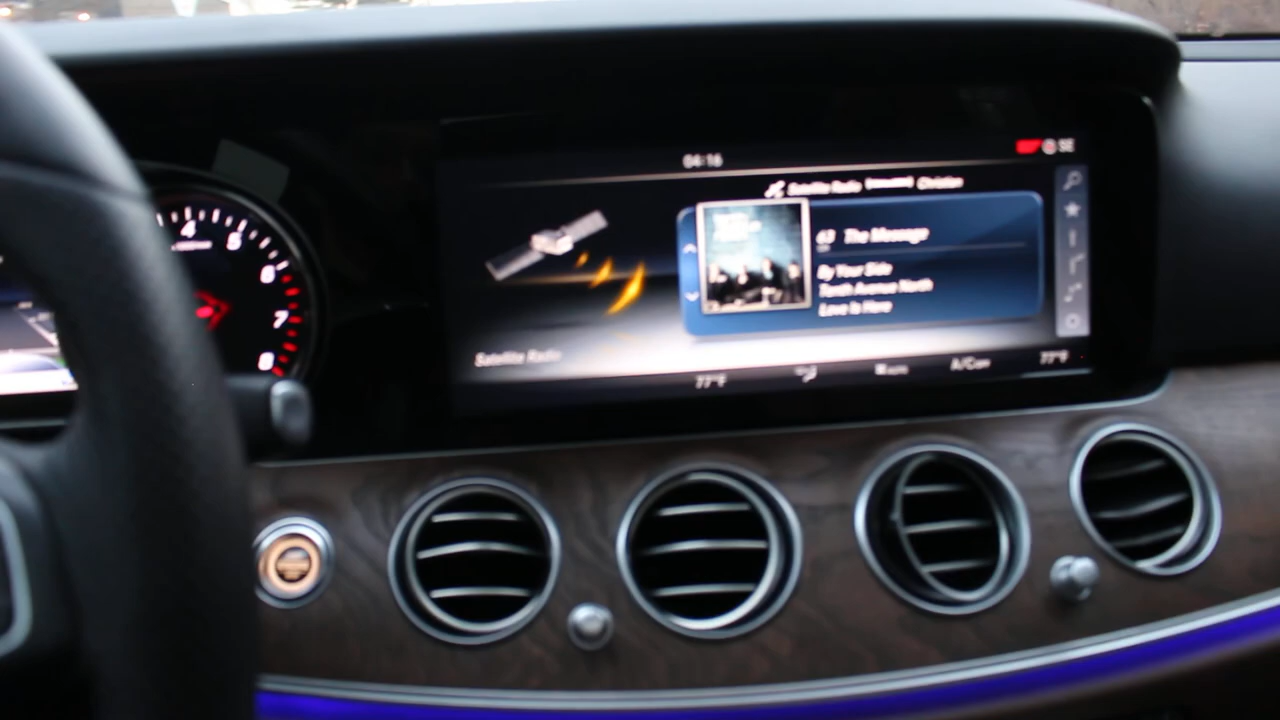 04:16
SE
Satellite Radio Christian
63 The Message
By Your Side
Tenth Avenue North
Love Is Here
Satellite Radio
77°F A/C 77°F
4
5
6
7
8